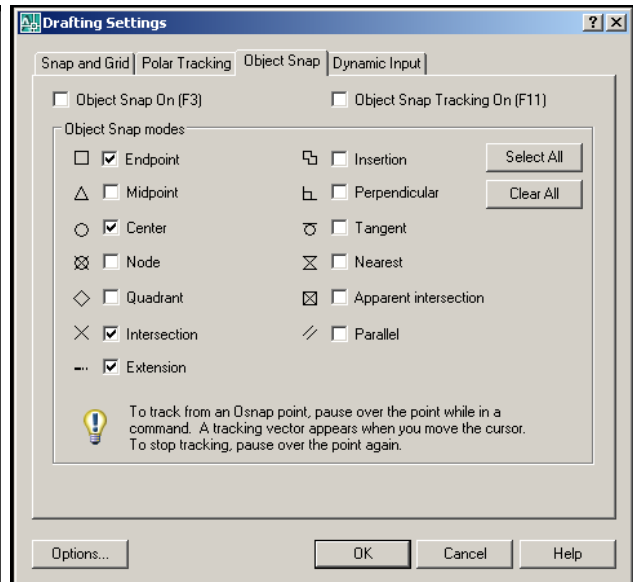 Drafting Settings
Snap and Grid Polar Tracking Object Snap Dynamic Input
Object Snap On (F3) Object Snap Tracking On (F11)
Object Snap modes
Endpoint Insertion Select All
Midpoint Perpendicular Clear All
Center Tangent
Node Nearest
Quadrant Apparent intersection
Intersection Parallel
Extension
To track from an Osnap point, pause over the point while in a
command. A tracking vector appears when you move the cursor.
To stop tracking, pause over the point again.
Options... OK Cancel Help